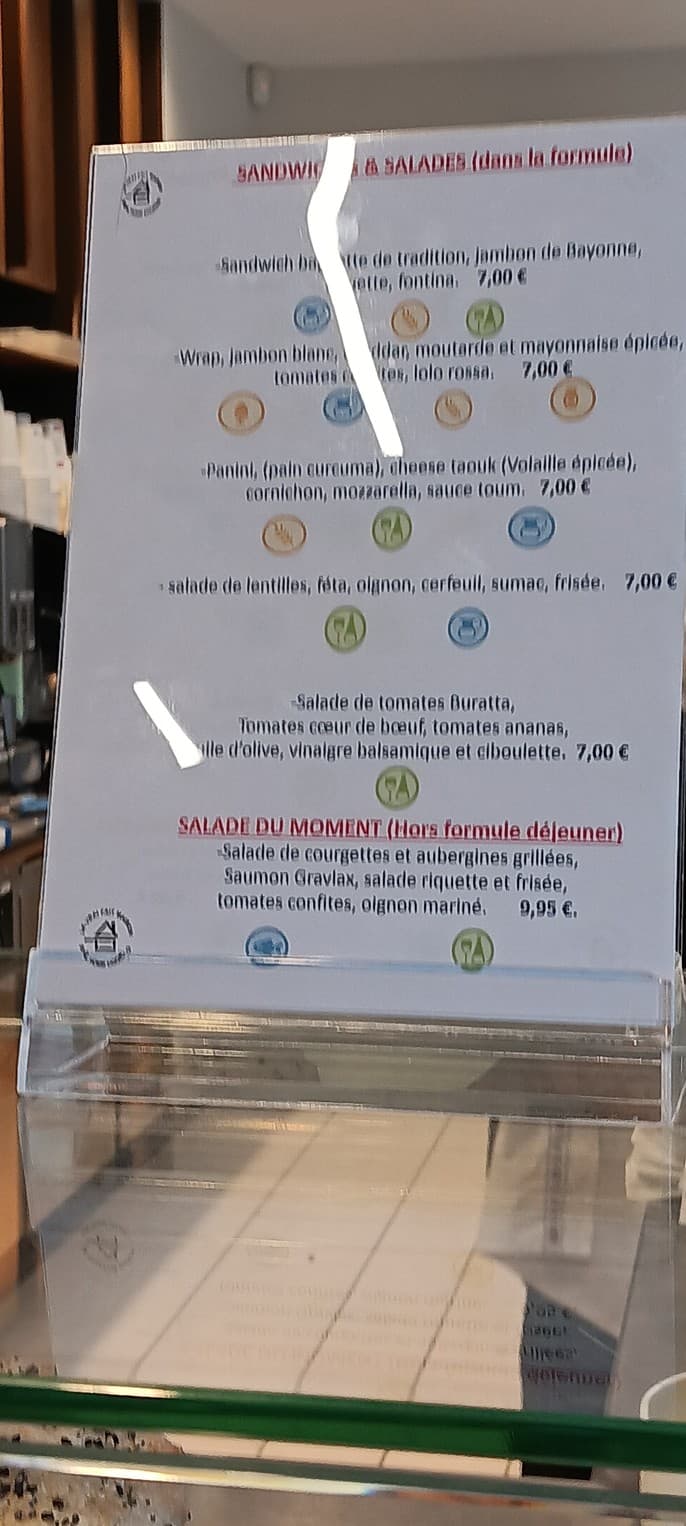 & SALADES (dans la formule)
-Sandwich de tradition, jambon de Bayonne,
fontina. 7,00 €
-Wrap, jambon blanc, moutarde et mayonnaise épicée,
tomates lolo rossa. 7,00 €
-Panini, (pain curcuma), cheese taouk (Volaille épicée),
cornichon, mozzarella, sauce toum. 7,00 €
- salade de lentilles, féta, oignon, cerfeuil, sumac, frisée. 7,00 €
-Salade de tomates Buratta,
Tomates cœur de bœuf, tomates ananas,
d'olive, vinaigre balsamique et ciboulette. 7,00 €
SALADE DU MOMENT (Hors formule déjeuner)
-Salade de courgettes et aubergines grillées,
Saumon Gravlax, salade riquette et frisée,
tomates confites, oignon mariné. 9,95 €.